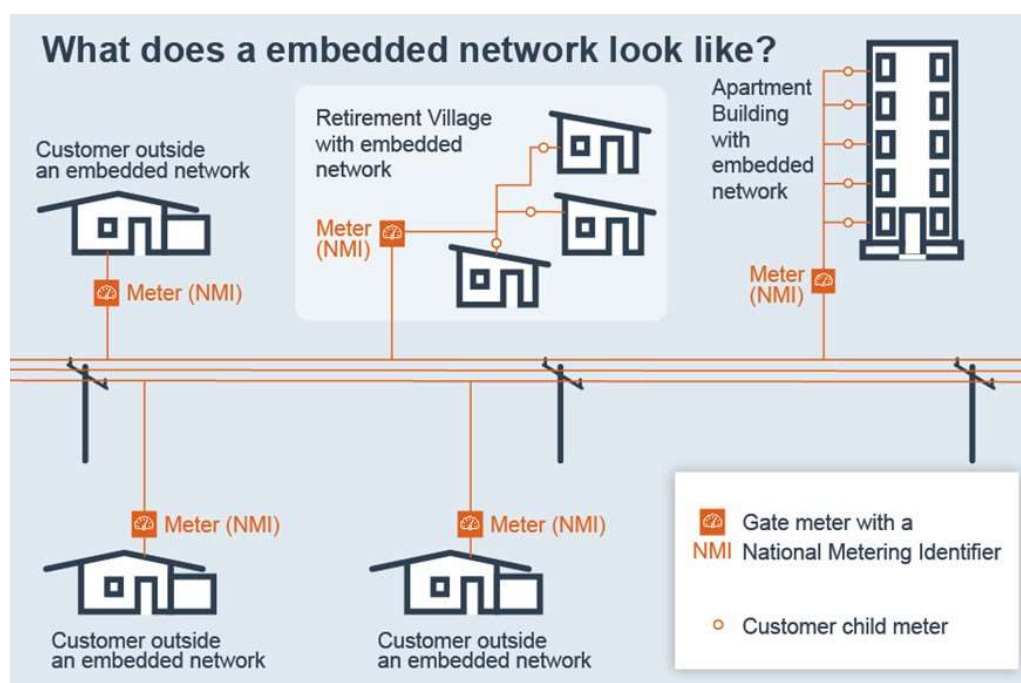 What does a embedded network look like?
Customer outside
an embedded network
Meter (NMI)
Retirement Village
with embedded
network
Meter
(NMI)
Apartment
Building
with
embedded
network
Meter
(NMI)
Meter (NMI)
Customer outside
an embedded network
Meter (NMI)
Customer outside
an embedded network
Gate meter with a
NMI National Metering Identifier
Customer child meter